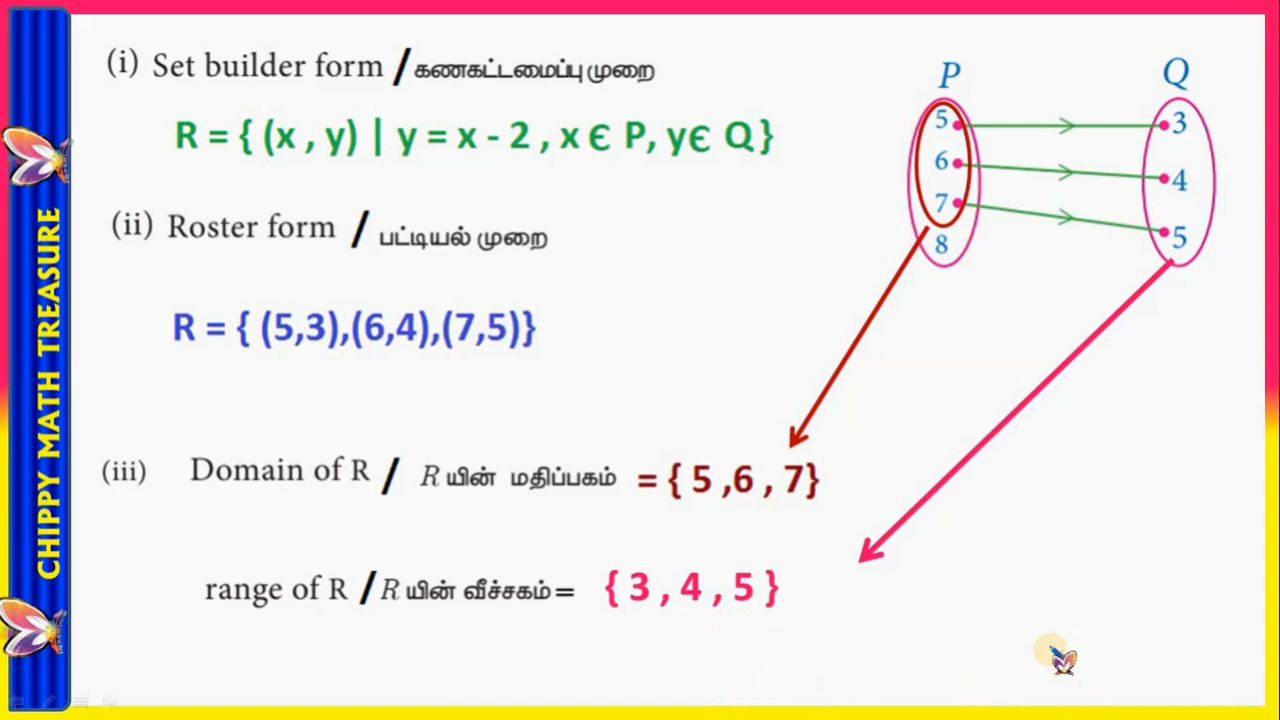 CHIPPY MATH TREASURE
(i) Set builder form / கணகட்டமைப்பு முறை
R = { (x , y) | y = x - 2 , x Є P, yЄ Q }
(ii) Roster form / பட்டியல் முறை
R = { (5,3),(6,4),(7,5)}
(iii) Domain of R / R யின் மதிப்பகம் = { 5 ,6 , 7}
range of R / R யின் வீச்சகம் = { 3 , 4 , 5 }
P Q
5 3
6 4
7 5
8